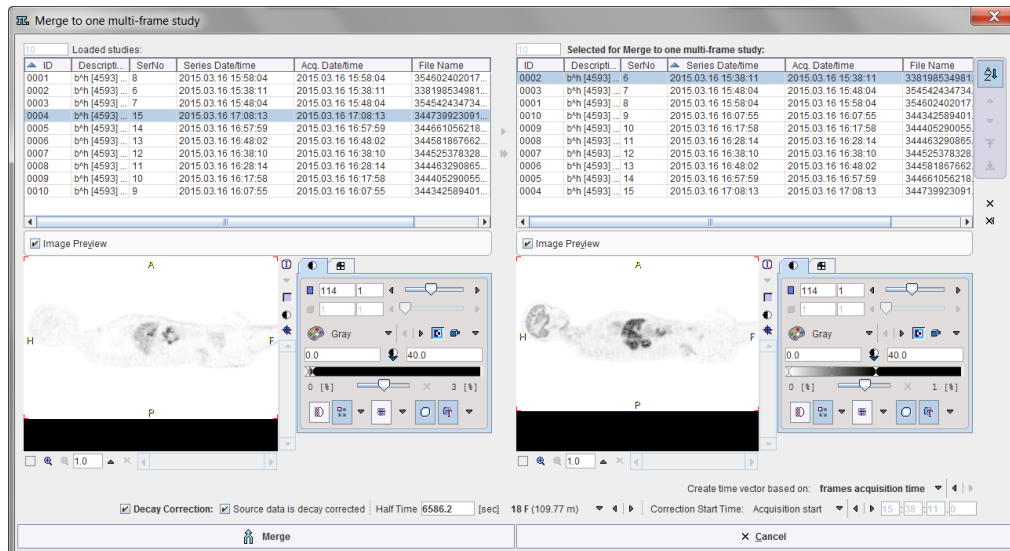 Merge to one multi-frame study
10 Loaded studies:
ID Descripti... SerNo Series Date/time Acq. Date/time File Name
0001 b^h [4593] ... 8 2015.03.16 15:58:04 2015.03.16 15:58:04 354602402017...
0002 b^h [4593] ... 6 2015.03.16 15:38:11 2015.03.16 15:38:11 338198534981...
0003 b^h [4593] ... 7 2015.03.16 15:48:04 2015.03.16 15:48:04 354542434734...
0004 b^h [4593] ... 15 2015.03.16 17:08:13 2015.03.16 17:08:13 344739923091...
0005 b^h [4593] ... 14 2015.03.16 16:57:59 2015.03.16 16:57:59 344661056218...
0006 b^h [4593] ... 13 2015.03.16 16:48:02 2015.03.16 16:48:02 344581867662...
0007 b^h [4593] ... 12 2015.03.16 16:38:10 2015.03.16 16:38:10 344525378328...
0008 b^h [4593] ... 11 2015.03.16 16:28:14 2015.03.16 16:28:14 344463290865...
0009 b^h [4593] ... 10 2015.03.16 16:17:58 2015.03.16 16:17:58 344405290055...
0010 b^h [4593] ... 9 2015.03.16 16:07:55 2015.03.16 16:07:55 344342589401...
Image Preview
A
H
F
P
114 1
1 1
Gray
0.0 40.0
0 [%] 3 [%]
1.0
10 Selected for Merge to one multi-frame study:
ID Descripti... SerNo Series Date/time Acq. Date/time File Name
0002 b^h [4593] ... 6 2015.03.16 15:38:11 2015.03.16 15:38:11 338198534981
0003 b^h [4593] ... 7 2015.03.16 15:48:04 2015.03.16 15:48:04 354542434734.
0001 b^h [4593] ... 8 2015.03.16 15:58:04 2015.03.16 15:58:04 354602402017.
0010 b^h [4593] ... 9 2015.03.16 16:07:55 2015.03.16 16:07:55 344342589401.
0009 b^h [4593] ... 10 2015.03.16 16:17:58 2015.03.16 16:17:58 344405290055.
0008 b^h [4593] ... 11 2015.03.16 16:28:14 2015.03.16 16:28:14 344463290865.
0007 b^h [4593] ... 12 2015.03.16 16:38:10 2015.03.16 16:38:10 344525378328.
0006 b^h [4593] ... 13 2015.03.16 16:48:02 2015.03.16 16:48:02 344581867662.
0005 b^h [4593] ... 14 2015.03.16 16:57:59 2015.03.16 16:57:59 344661056218.
0004 b^h [4593] ... 15 2015.03.16 17:08:13 2015.03.16 17:08:13 344739923091.
Image Preview
A
H
F
P
114 1
1 1
Gray
0.0 40.0
0 [%] 1 [%]
1.0
Create time vector based on: frames acquisition time
Decay Correction: Source data is decay corrected Half Time 6586.2 [sec] 18 F (109.77 m) Correction Start Time: Acquisition start 15 :38 :11 .0
Merge
Cancel